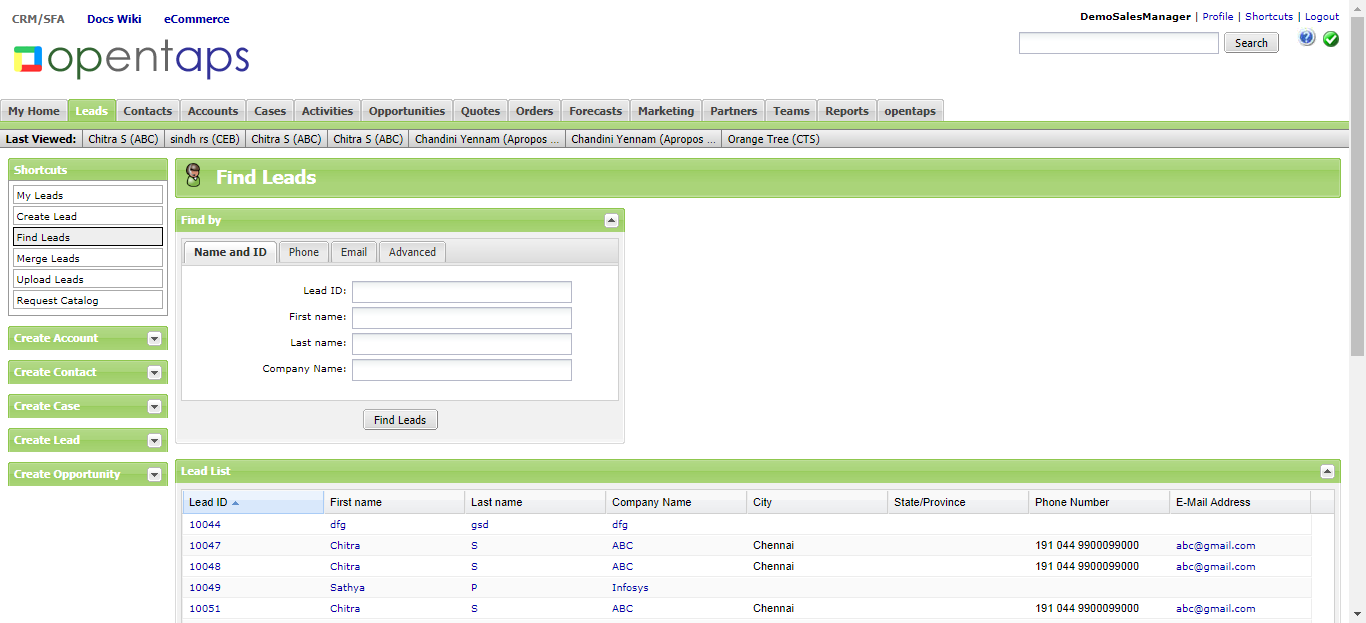 CRM/SFA Docs Wiki eCommerce
DemoSalesManager | Profile | Shortcuts | Logout
opentaps
Search
My Home Leads Contacts Accounts Cases Activities Opportunities Quotes Orders Forecasts Marketing Partners Teams Reports opentaps
Last Viewed: Chitra S (ABC) sindh rs (CEB) Chitra S (ABC) Chitra S (ABC) Chandini Yennam (Apropos ... Chandini Yennam (Apropos ... Orange Tree (CTS)
Shortcuts
My Leads
Create Lead
Find Leads
Merge Leads
Upload Leads
Request Catalog
Create Account
Create Contact
Create Case
Create Lead
Create Opportunity
Find Leads
Find by
Name and ID Phone Email Advanced
Lead ID:
First name:
Last name:
Company Name:
Find Leads
Lead List
Lead ID First name Last name Company Name City State/Province Phone Number E-Mail Address
10044 dfg gsd dfg
10047 Chitra S ABC Chennai 191 044 9900099000 abc@gmail.com
10048 Chitra S ABC Chennai 191 044 9900099000 abc@gmail.com
10049 Sathya P Infosys
10051 Chitra S ABC Chennai 191 044 9900099000 abc@gmail.com